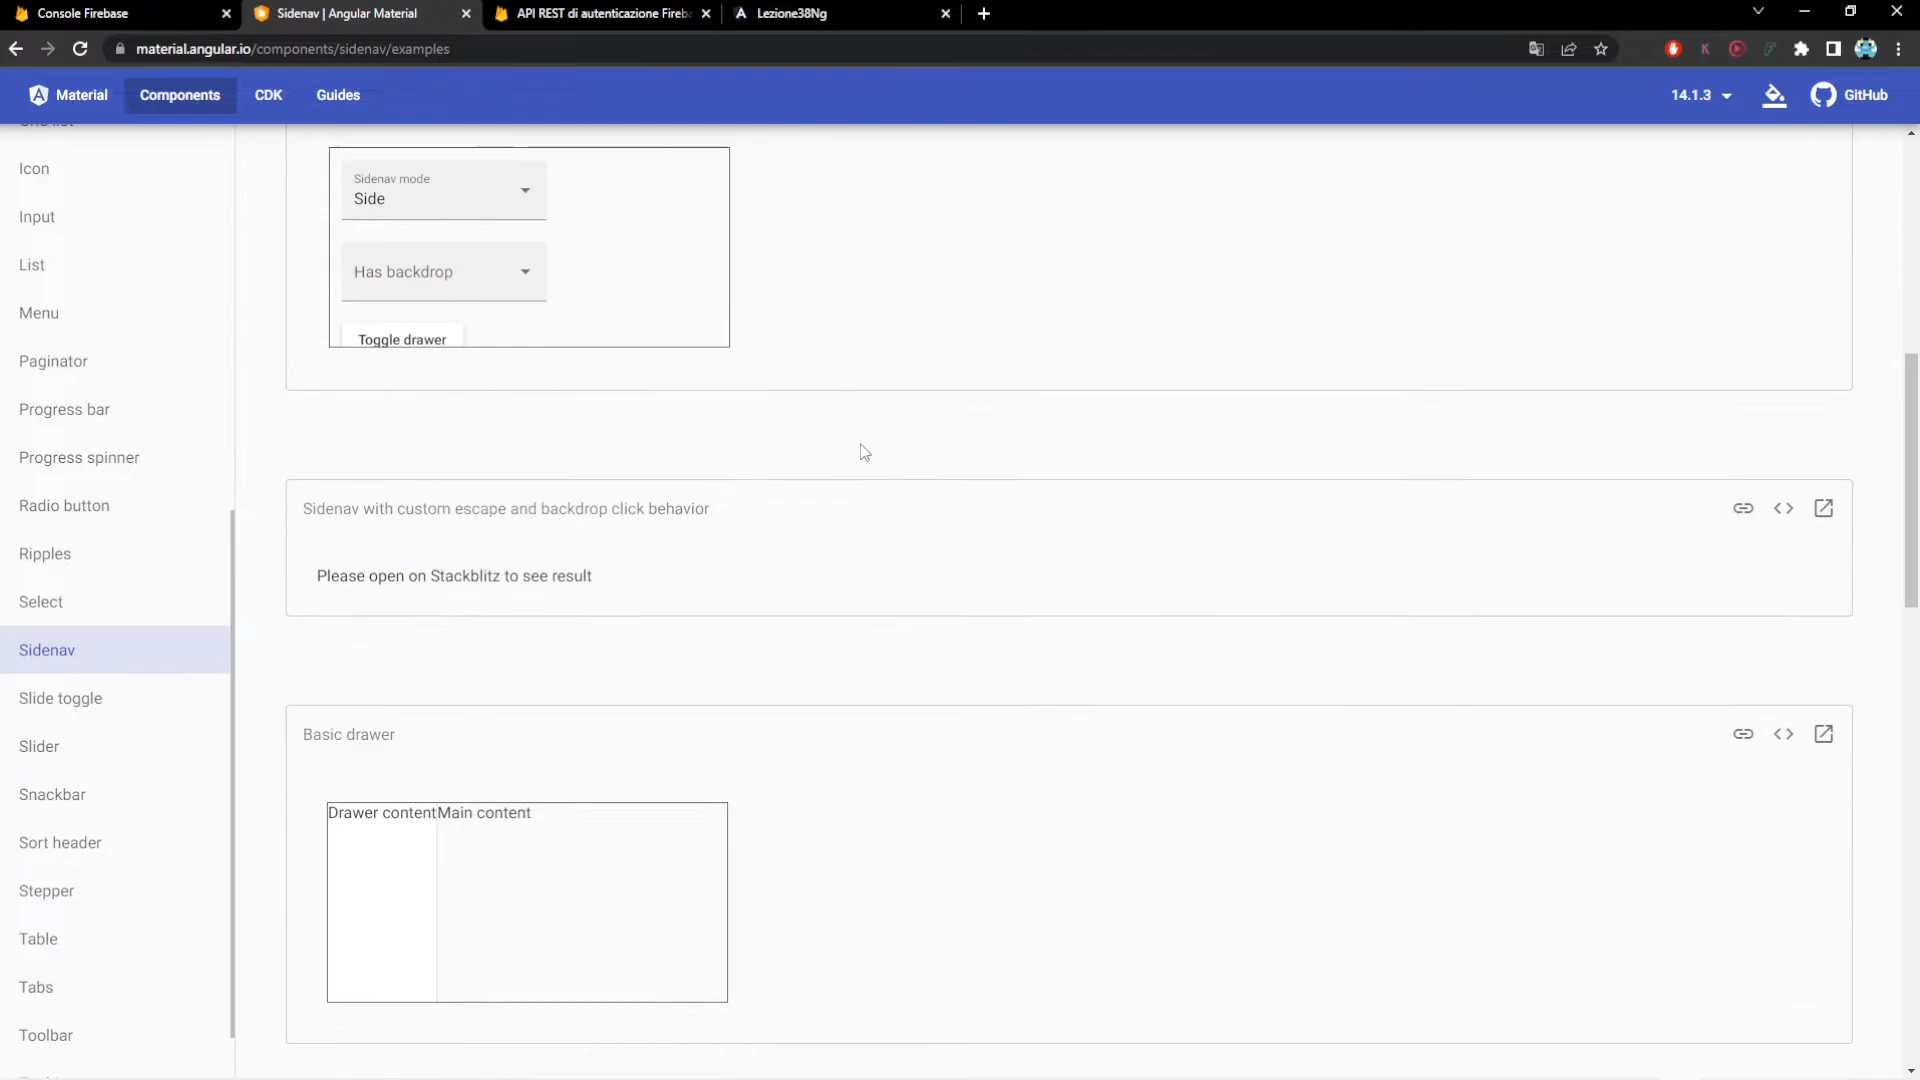 Console Firebase
Sidenav | Angular Material
API REST di autenticazione Fireba
Lezione38Ng
material.angular.io/components/sidenav/examples
Material
Components
CDK
Guides
14.1.3
GitHub
Icon
Input
List
Menu
Paginator
Progress bar
Progress spinner
Radio button
Ripples
Select
Sidenav
Slide toggle
Slider
Snackbar
Sort header
Stepper
Table
Tabs
Toolbar
Sidenav mode
Side
Has backdrop
Toggle drawer
Sidenav with custom escape and backdrop click behavior
Please open on Stackblitz to see result
Basic drawer
Drawer contentMain content